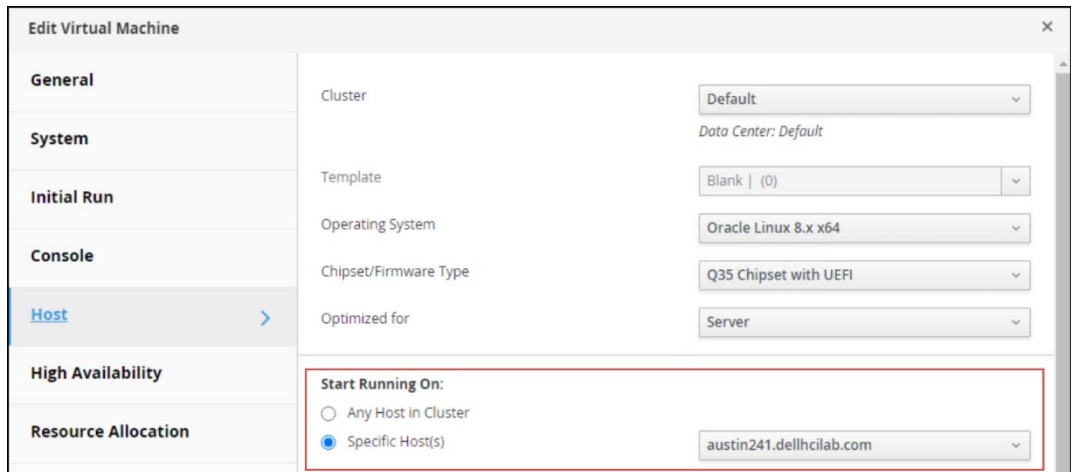 Edit Virtual Machine
General
System
Initial Run
Console
Host
High Availability
Resource Allocation
Cluster
Default
Data Center: Default
Template
Blank | (0)
Operating System
Oracle Linux 8.x x64
Chipset/Firmware Type
Q35 Chipset with UEFI
Optimized for
Server
Start Running On:
Any Host in Cluster
Specific Host(s)
austin241.dellhcilab.com